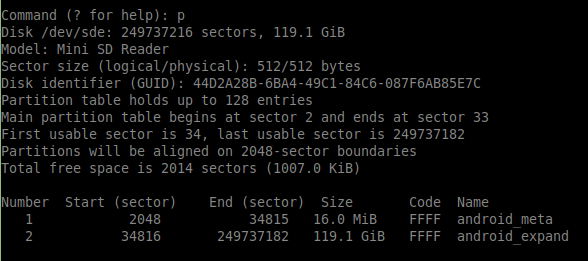 Command (? for help): p
Disk /dev/sde: 249737216 sectors, 119.1 GiB
Model: Mini SD Reader
Sector size (logical/physical): 512/512 bytes
Disk identifier (GUID): 44D2A28B-6BA4-49C1-84C6-087F6AB85E7C
Partition table holds up to 128 entries
Main partition table begins at sector 2 and ends at sector 33
First usable sector is 34, last usable sector is 249737182
Partitions will be aligned on 2048-sector boundaries
Total free space is 2014 sectors (1007.0 KiB)
Number  Start (sector)    End (sector)  Size       Code  Name
   1            2048           34815   16.0 MiB    FFFF  android_meta
   2           34816       249737182   119.1 GiB   FFFF  android_expand